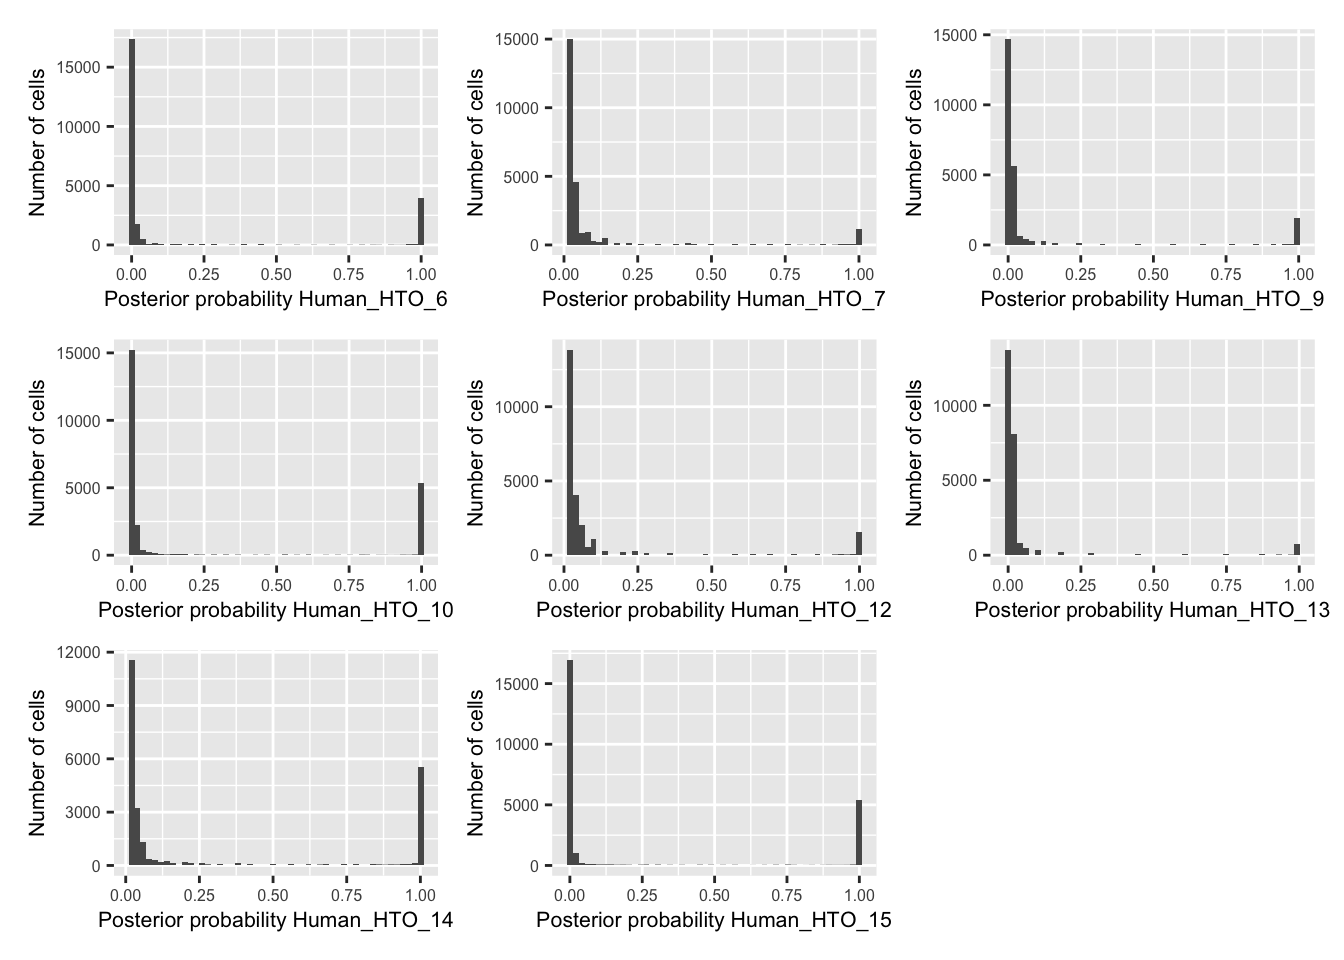 Number of cells
15000
10000
5000
0
0.00 0.25 0.50 0.75 1.00
Posterior probability Human_HTO_6
Number of cells
15000
10000
5000
0
0.00 0.25 0.50 0.75 1.00
Posterior probability Human_HTO_7
Number of cells
15000
10000
5000
0
0.00 0.25 0.50 0.75 1.00
Posterior probability Human_HTO_9
Number of cells
15000
10000
5000
0
0.00 0.25 0.50 0.75 1.00
Posterior probability Human_HTO_10
Number of cells
10000
5000
0
0.00 0.25 0.50 0.75 1.00
Posterior probability Human_HTO_12
Number of cells
10000
5000
0
0.00 0.25 0.50 0.75 1.00
Posterior probability Human_HTO_13
Number of cells
12000
9000
6000
3000
0
0.00 0.25 0.50 0.75 1.00
Posterior probability Human_HTO_14
Number of cells
15000
10000
5000
0
0.00 0.25 0.50 0.75 1.00
Posterior probability Human_HTO_15